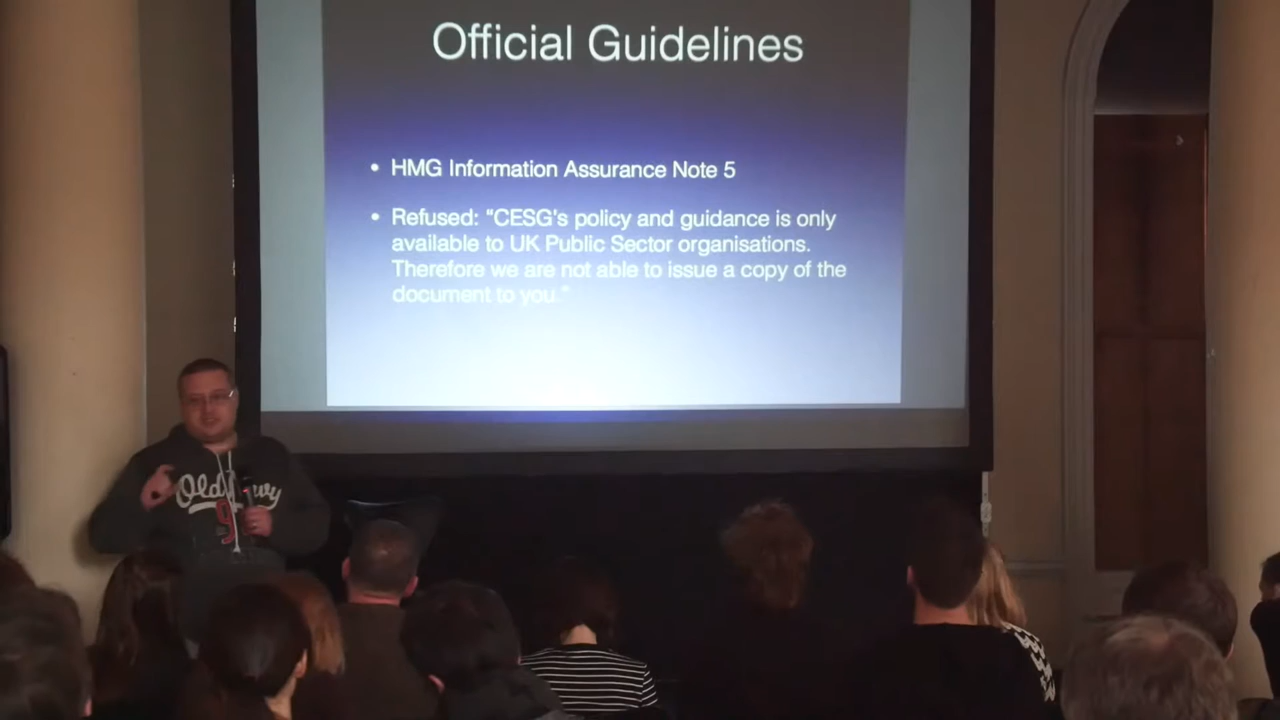 Official Guidelines
• HMG Information Assurance Note 5
• Refused: “CESG's policy and guidance is only
available to UK Public Sector organisations.
Therefore we are not able to issue a copy of the
document to you.”
Old
9